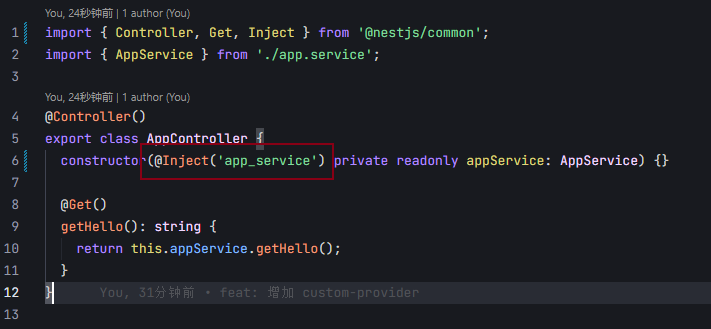 You, 24秒钟前 | 1 author (You)
1 import { Controller, Get, Inject } from '@nestjs/common';
2 import { AppService } from './app.service';
3
You, 24秒钟前 | 1 author (You)
4 @Controller()
5 export class AppController {
6 constructor(@Inject('app_service') private readonly appService: AppService) {}
7
8 @Get()
9 getHello(): string {
10 return this.appService.getHello();
11 }
12 } You, 31分钟前 • feat: 增加 custom-provider
13